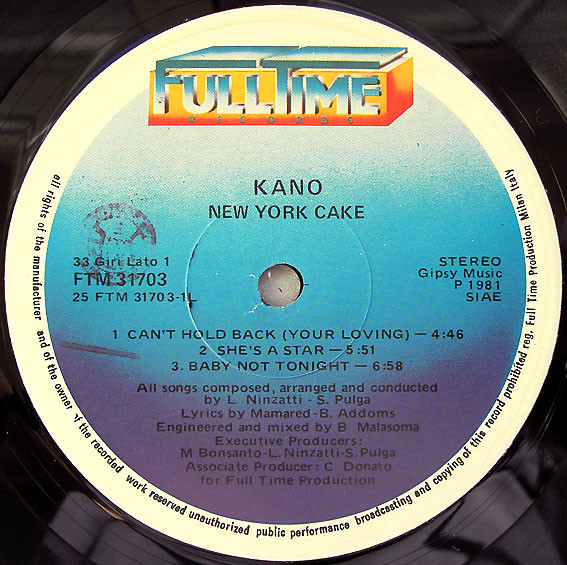 FULL TIME
RECORDS
KANO
NEW YORK CAKE
33 Giri Lato 1
FTM 31703
25 FTM 31703-1L
STEREO
Gipsy Music
P 1981
SIAE
1 CAN'T HOLD BACK (YOUR LOVING) — 4:46
2 SHE'S A STAR — 5:51
3. BABY NOT TONIGHT — 6:58
All songs composed, arranged and conducted
by L Ninzatti - S. Pulga
Lyrics by Mamared - B. Addoms
Engineered and mixed by B Malasoma
Executive Producers:
M Bonsanto-L. Ninzatti-S. Pulga
Associate Producer: C Donato
for Full Time Production
all rights of the manufacturer and of the owner of the recorded work reserved unauthorized public performance broadcasting and copying of this record prohibited reg. Full Time Production Milan Italy